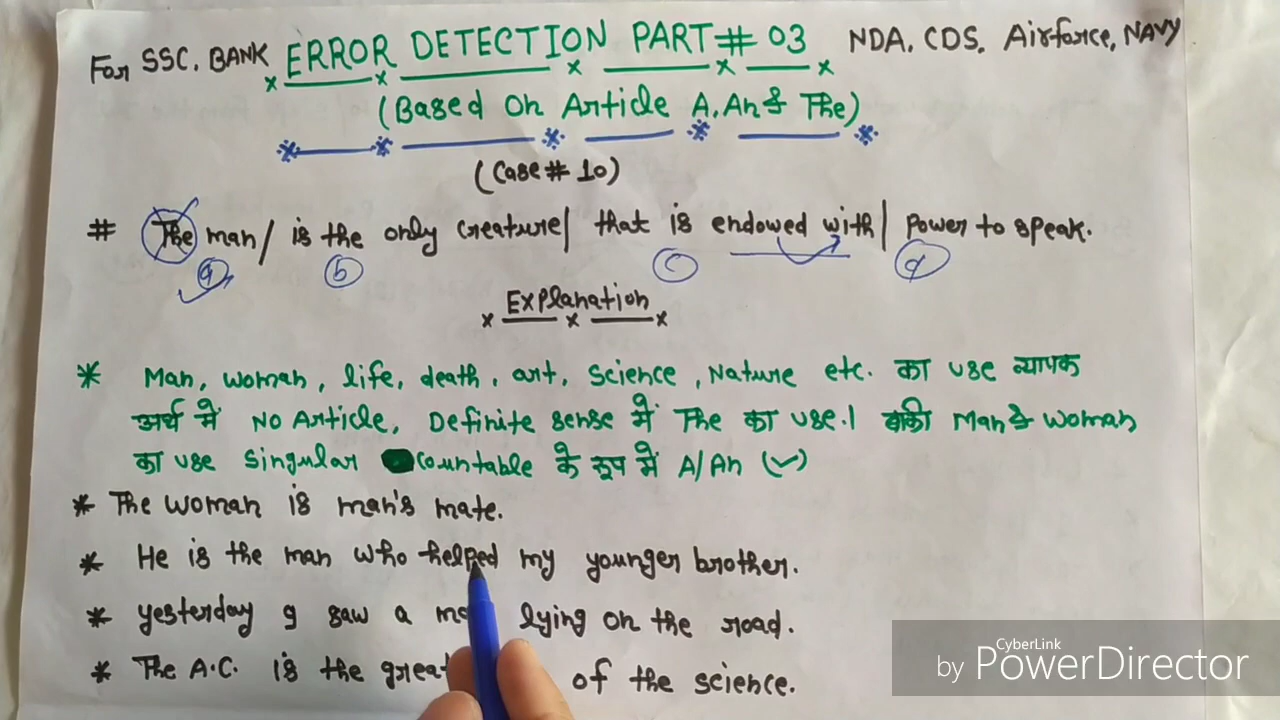 For SSC, BANK ERROR DETECTION PART # 03 NDA, CDS, Airforce, NAVY
(Based On Article A, An & The)
(Case # 10)
# The man / is the only creature / that is endowed with / power to speak.
a b c d
Explanation
* Man, woman, life, death, art, science, Nature etc. का use व्यापक
अर्थ में No Article, Definite sense में The का use.। बाकी Man & woman
का use singular countable के रूप में A/An (✓)
* The woman is man's mate.
* He is the man who helped my younger brother.
* yesterday I saw a lying on the road.
* The A.C. is the of the science.
CyberLink
by PowerDirector